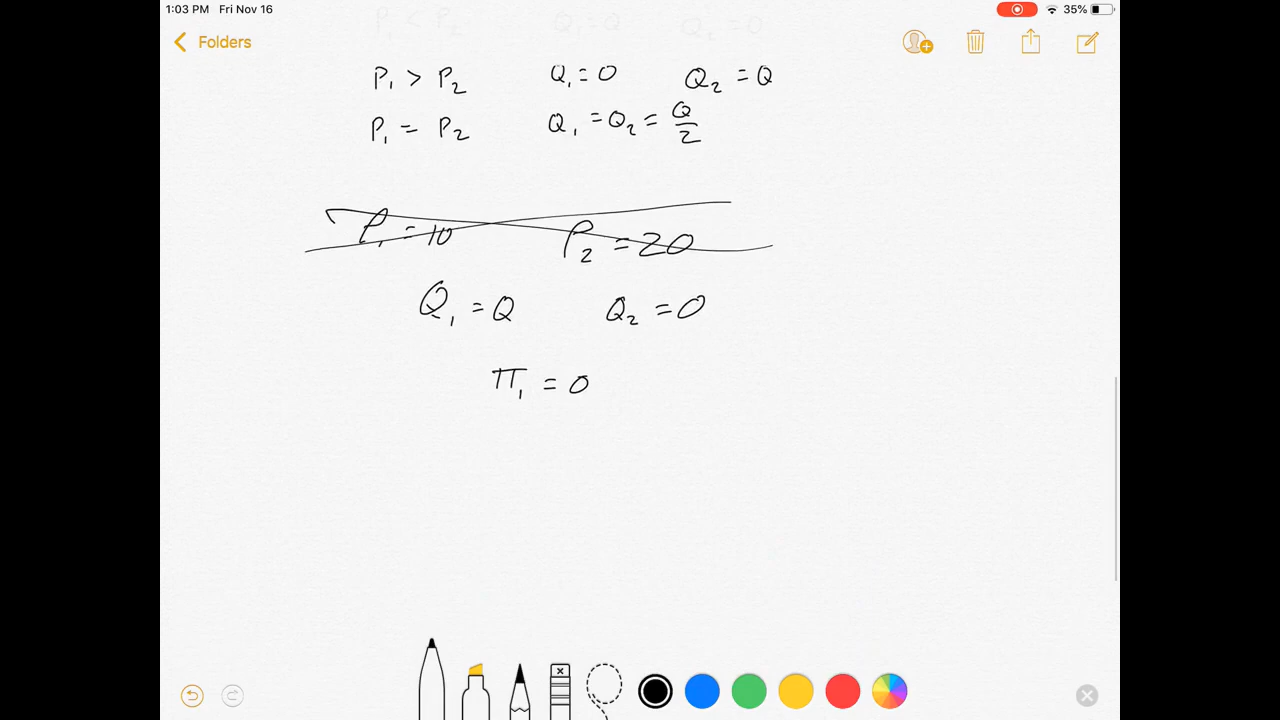 1:03 PM Fri Nov 16 35%
Folders
P₁ > P₂ Q₁ = 0 Q₂ = Q
P₁ = P₂ Q₁ = Q₂ = Q/2
P₁ = 10 P₂ = 20
Q₁ = Q Q₂ = 0
π₁ = 0